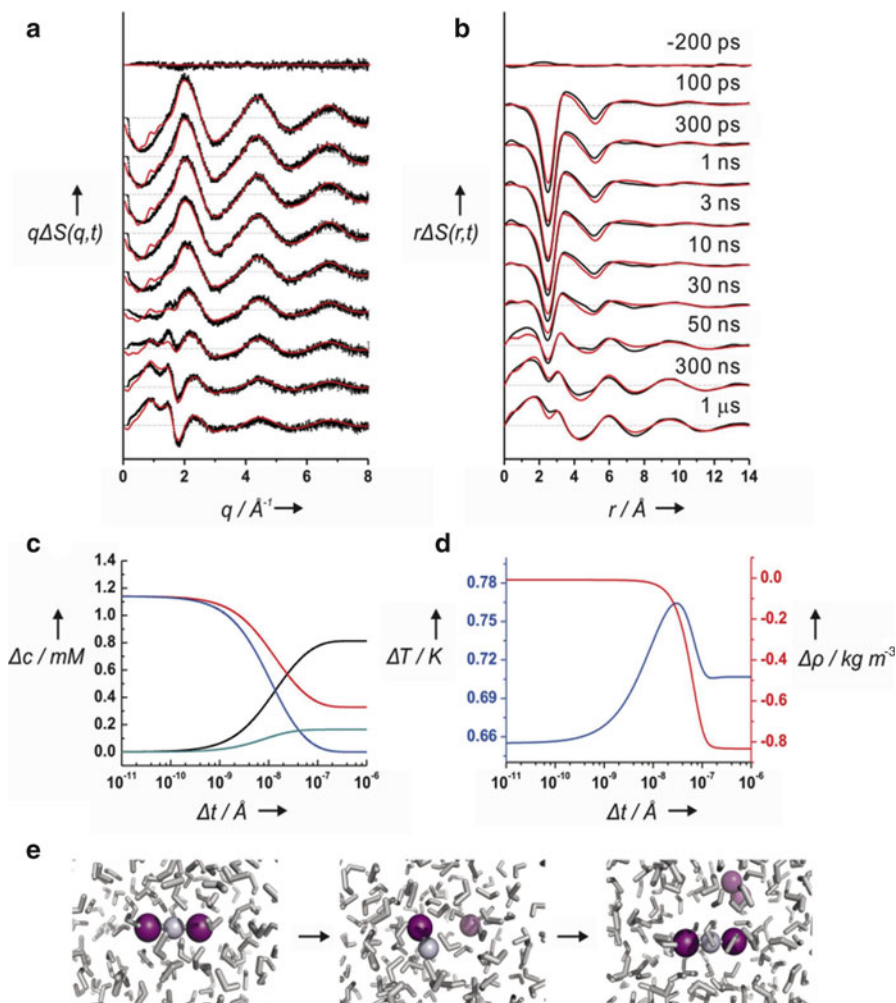 a
b
-200 ps
100 ps
300 ps
1 ns
3 ns
10 ns
30 ns
50 ns
300 ns
1 μs
qΔS(q,t)
rΔS(r,t)
0 2 4 6 8
0 2 4 6 8 10 12 14
q / Å⁻¹
r / Å
c
d
1.4
1.2
1.0
0.8
0.6
0.4
0.2
0.0
Δc / mM
10⁻¹¹ 10⁻¹⁰ 10⁻⁹ 10⁻⁸ 10⁻⁷ 10⁻⁶
Δt / Å
0.78
0.75
0.72
0.69
0.66
ΔT / K
0.0
-0.2
-0.4
-0.6
-0.8
Δρ / kg m⁻³
10⁻¹¹ 10⁻¹⁰ 10⁻⁹ 10⁻⁸ 10⁻⁷ 10⁻⁶
Δt / Å
e